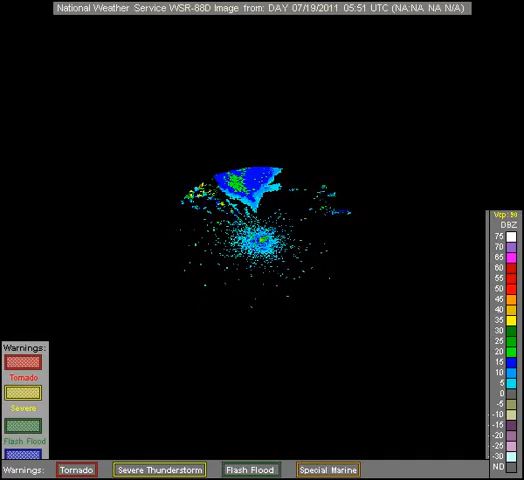 National Weather Service WSR-88D Image from: DAY 07/19/2011 05:51 UTC (NA:NA NA N/A)
Vcp: 90
DBZ
75
70
65
60
55
50
45
40
35
30
25
20
15
10
5
0
-5
-10
-15
-20
-25
-30
ND
Warnings:
Tornado
Severe
Flash Flood
Warnings: Tornado Severe Thunderstorm Flash Flood Special Marine